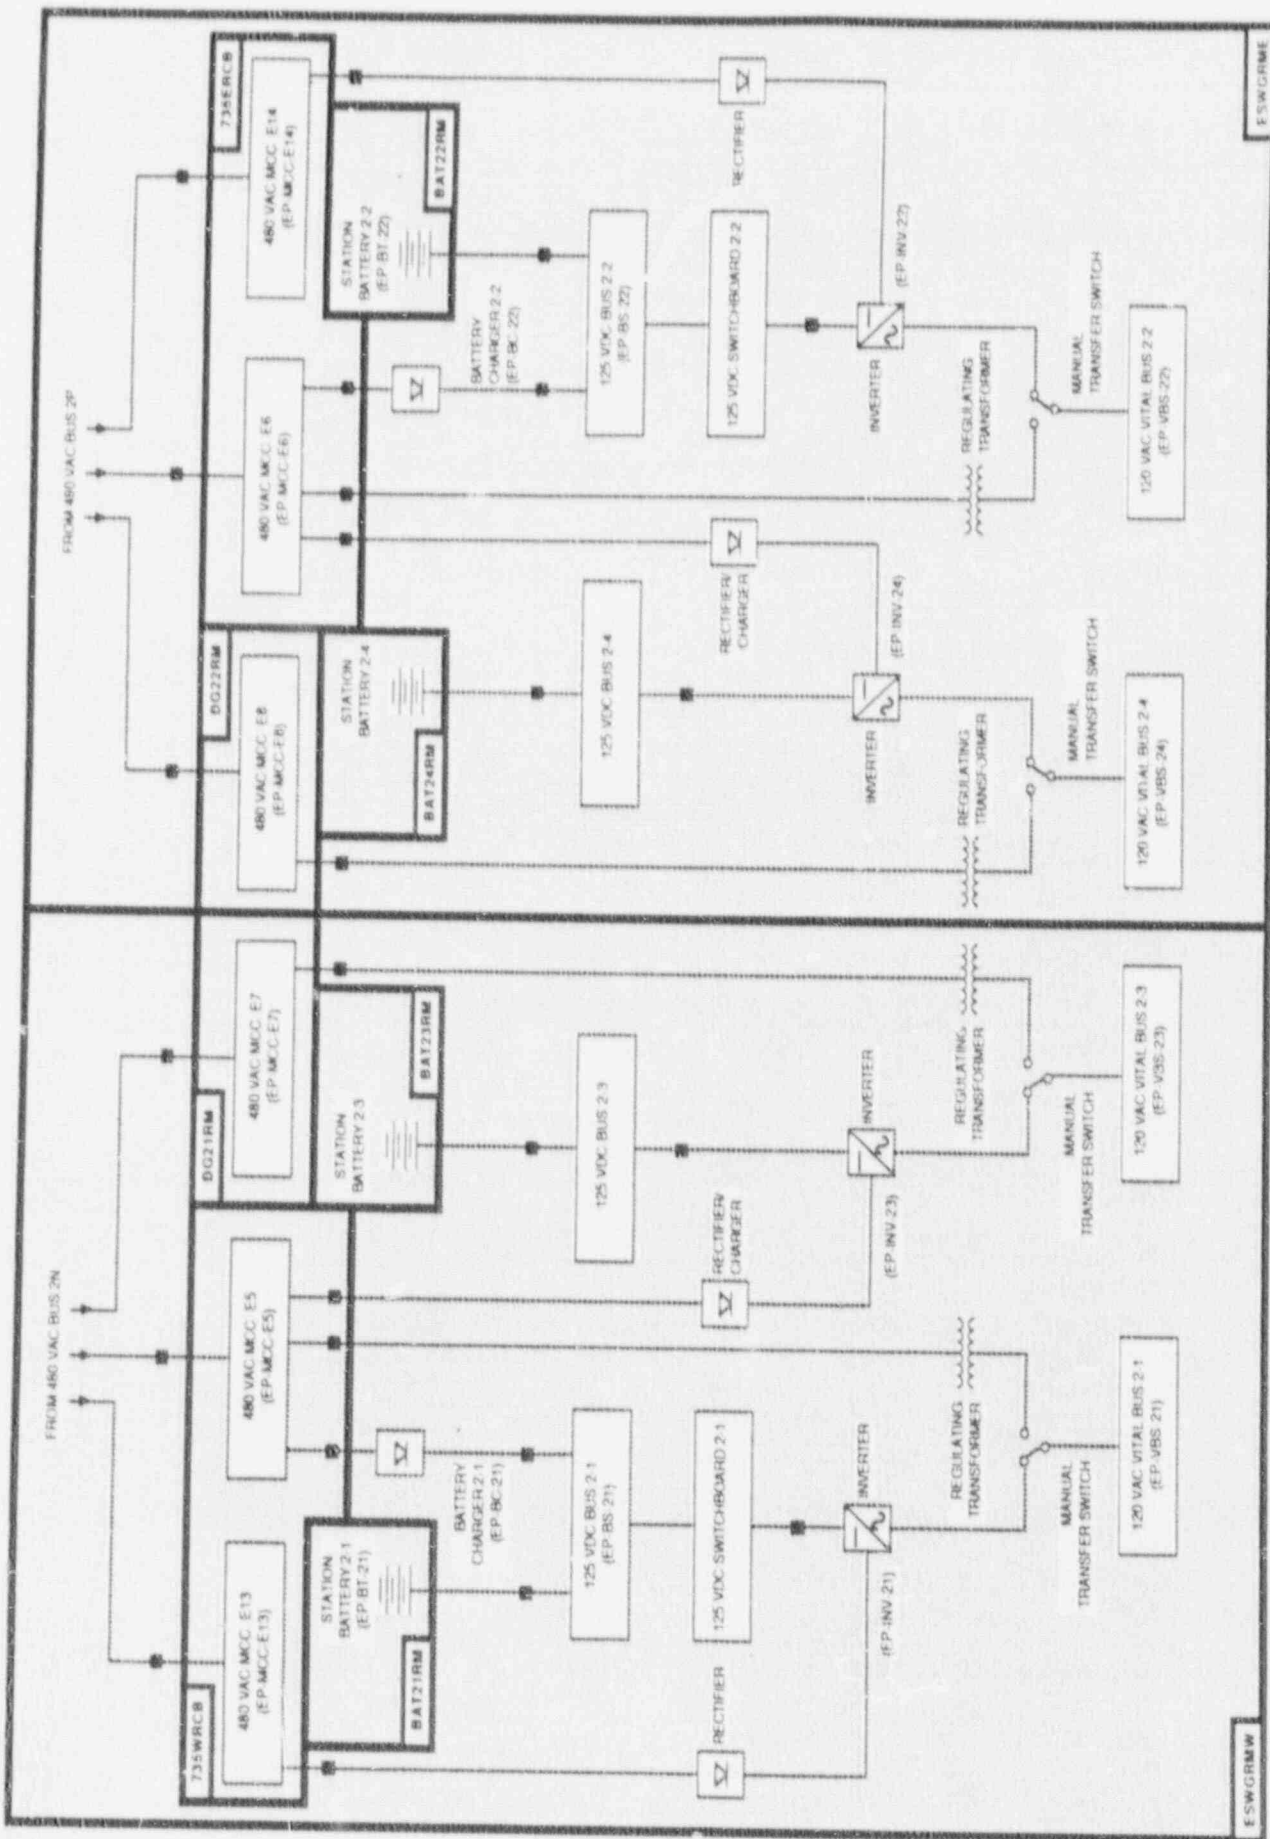 FROM 480 VAC BUS 2N
FROM 480 VAC BUS 2P
735WRCB
480 VAC MCC E13
(EP-MCC-E13)
480 VAC MCC E5
(EP-MCC-E5)
DG21RM
480 VAC MCC E7
(EP-MCC-E7)
480 VAC MCC E8
(EP-MCC-E8)
DG22RM
480 VAC MCC E6
(EP-MCC-E6)
480 VAC MCC E14
(EP-MCC-E14)
735ERCB
STATION
BATTERY 2-1
(EP-BT-21)
BAT21RM
STATION
BATTERY 2-3
BAT23RM
STATION
BATTERY 2-4
BAT24RM
STATION
BATTERY 2-2
(EP-BT-22)
BAT22RM
BATTERY
CHARGER 2-1
(EP-BC-21)
BATTERY
CHARGER 2-2
(EP-BC-22)
125 VDC BUS 2-1
(EP-BS-21)
125 VDC BUS 2-3
125 VDC BUS 2-4
125 VDC BUS 2-2
(EP-BS-22)
RECTIFIER
125 VDC SWITCHBOARD 2-1
RECTIFIER/
CHARGER
RECTIFIER/
CHARGER
125 VDC SWITCHBOARD 2-2
RECTIFIER
(EP-INV-21)
INVERTER
(EP-INV-23)
INVERTER
INVERTER
(EP-INV-24)
INVERTER
(EP-INV-22)
REGULATING
TRANSFORMER
REGULATING
TRANSFORMER
REGULATING
TRANSFORMER
REGULATING
TRANSFORMER
MANUAL
TRANSFER SWITCH
MANUAL
TRANSFER SWITCH
MANUAL
TRANSFER SWITCH
MANUAL
TRANSFER SWITCH
120 VAC VITAL BUS 2-1
(EP-VBS-21)
120 VAC VITAL BUS 2-3
(EP-VBS-23)
120 VAC VITAL BUS 2-4
(EP-VBS-24)
120 VAC VITAL BUS 2-2
(EP-VBS-22)
ESWGRMW
ESWGRME